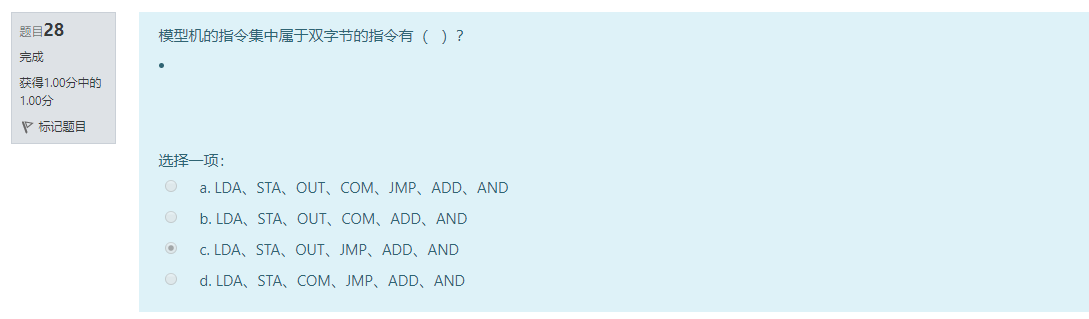 题目28
完成
获得1.00分中的
1.00分
标记题目
模型机的指令集中属于双字节的指令有（ ）?
选择一项：
a. LDA、STA、OUT、COM、JMP、ADD、AND
b. LDA、STA、OUT、COM、ADD、AND
c. LDA、STA、OUT、JMP、ADD、AND
d. LDA、STA、COM、JMP、ADD、AND